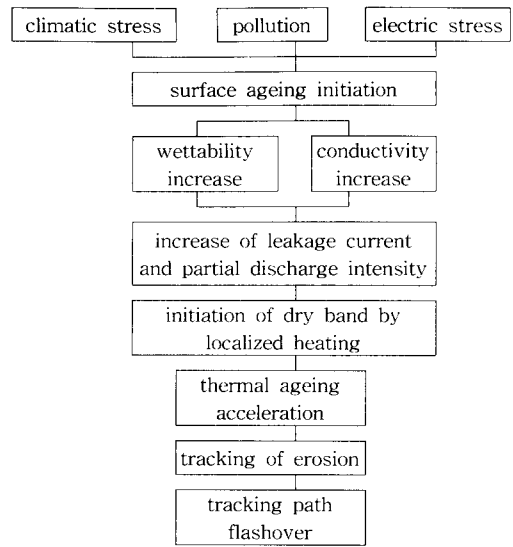 climatic stress pollution electric stress
surface ageing initiation
wettability
increase
conductivity
increase
increase of leakage current
and partial discharge intensity
initiation of dry band by
localized heating
thermal ageing
acceleration
tracking of erosion
tracking path
flashover